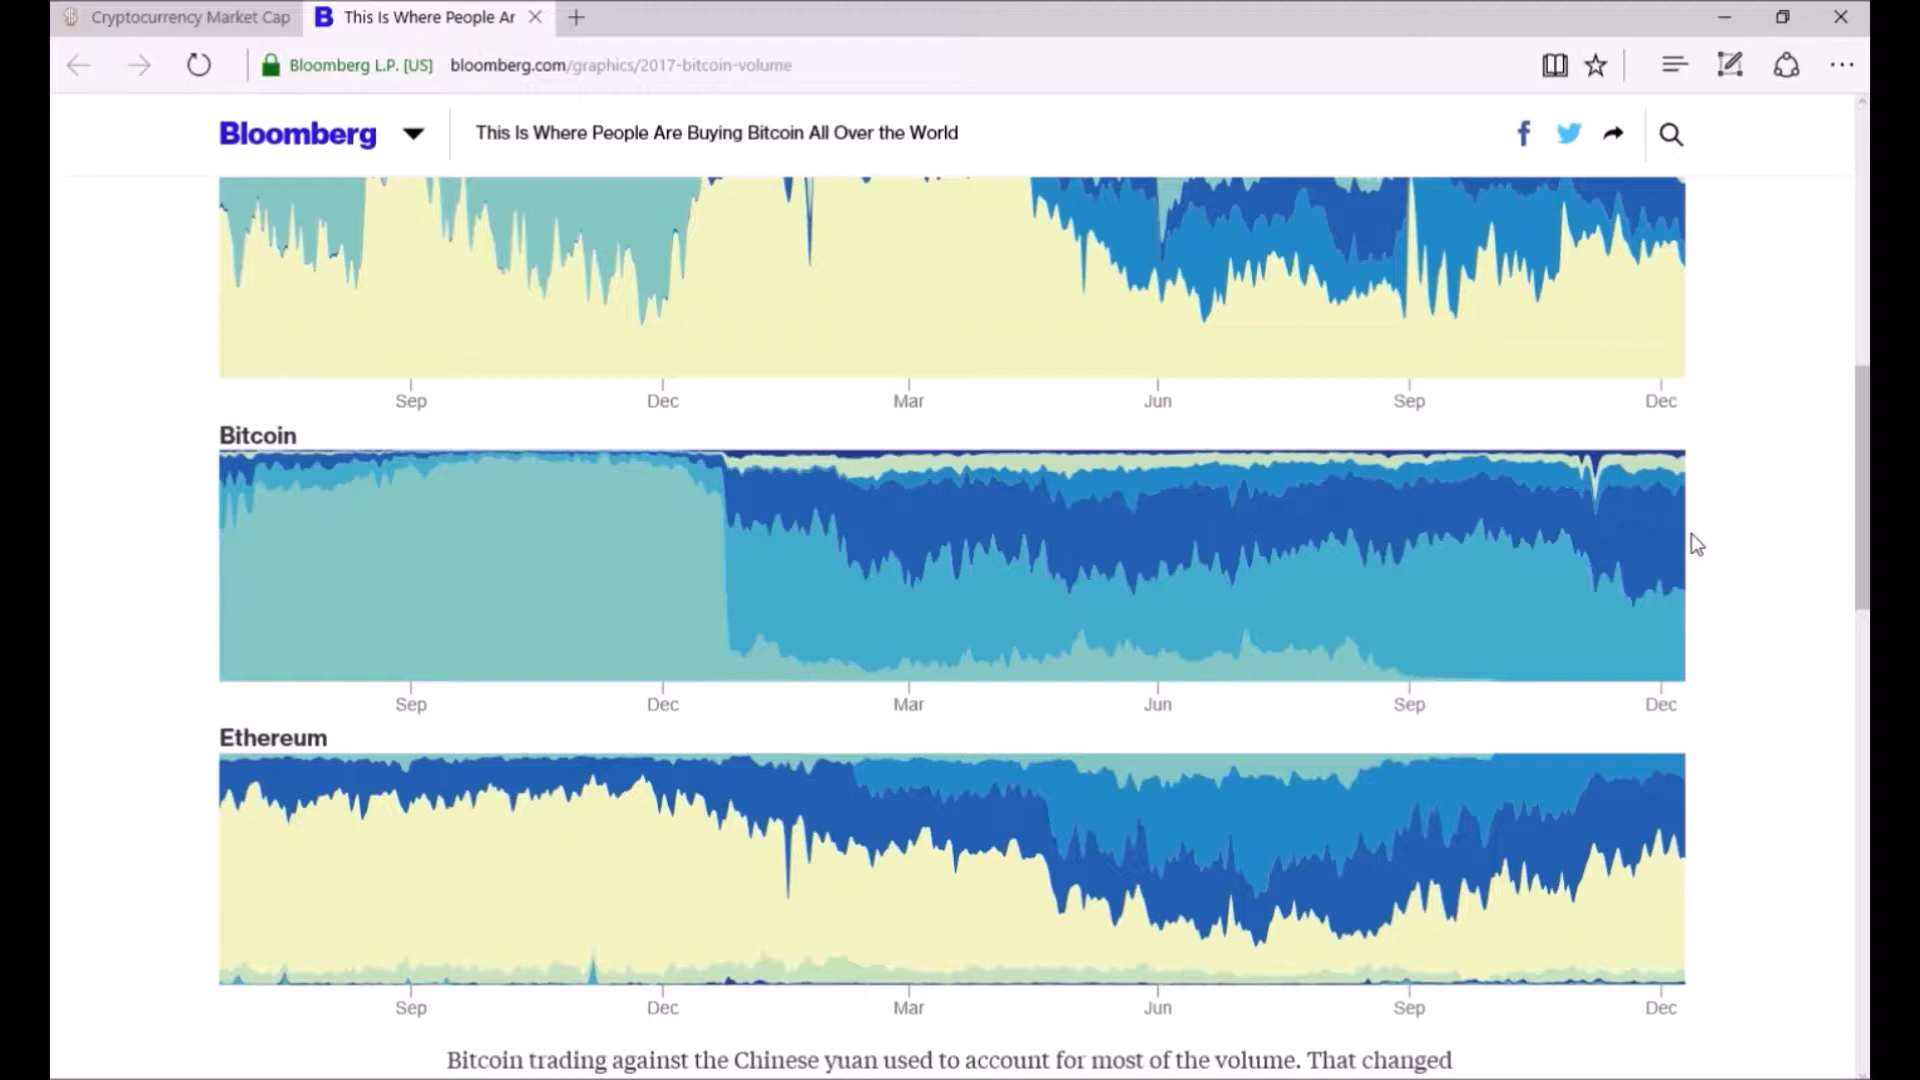 Cryptocurrency Market Cap
B This Is Where People Ar
Bloomberg L.P. [US] bloomberg.com/graphics/2017-bitcoin-volume
Bloomberg This Is Where People Are Buying Bitcoin All Over the World
Sep Dec Mar Jun Sep Dec
Bitcoin
Sep Dec Mar Jun Sep Dec
Ethereum
Sep Dec Mar Jun Sep Dec
Bitcoin trading against the Chinese yuan used to account for most of the volume. That changed